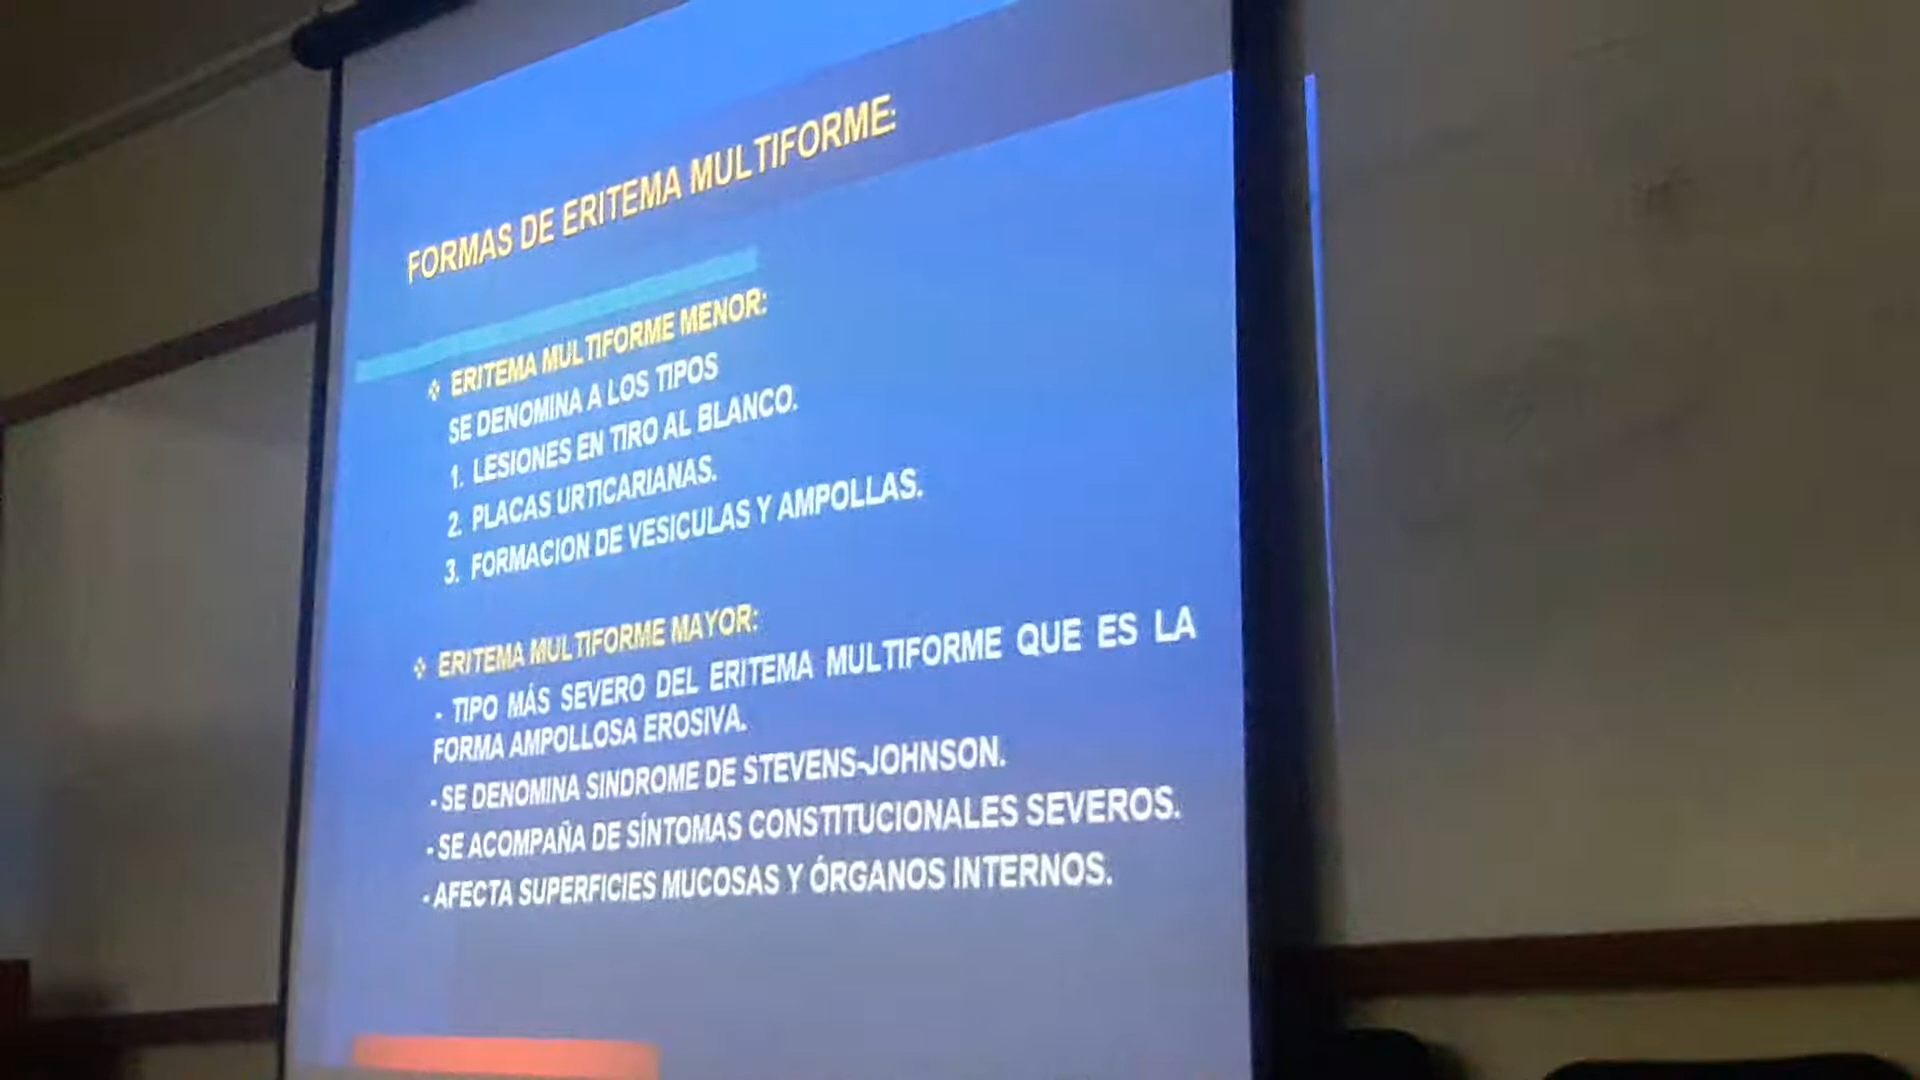 FORMAS DE ERITEMA MULTIFORME:
❖ ERITEMA MULTIFORME MENOR:
SE DENOMINA A LOS TIPOS
1. LESIONES EN TIRO AL BLANCO.
2. PLACAS URTICARIANAS.
3. FORMACION DE VESICULAS Y AMPOLLAS.
❖ ERITEMA MULTIFORME MAYOR:
- TIPO MÁS SEVERO DEL ERITEMA MULTIFORME QUE ES LA
FORMA AMPOLLOSA EROSIVA.
- SE DENOMINA SINDROME DE STEVENS-JOHNSON.
- SE ACOMPAÑA DE SÍNTOMAS CONSTITUCIONALES SEVEROS.
- AFECTA SUPERFICIES MUCOSAS Y ÓRGANOS INTERNOS.